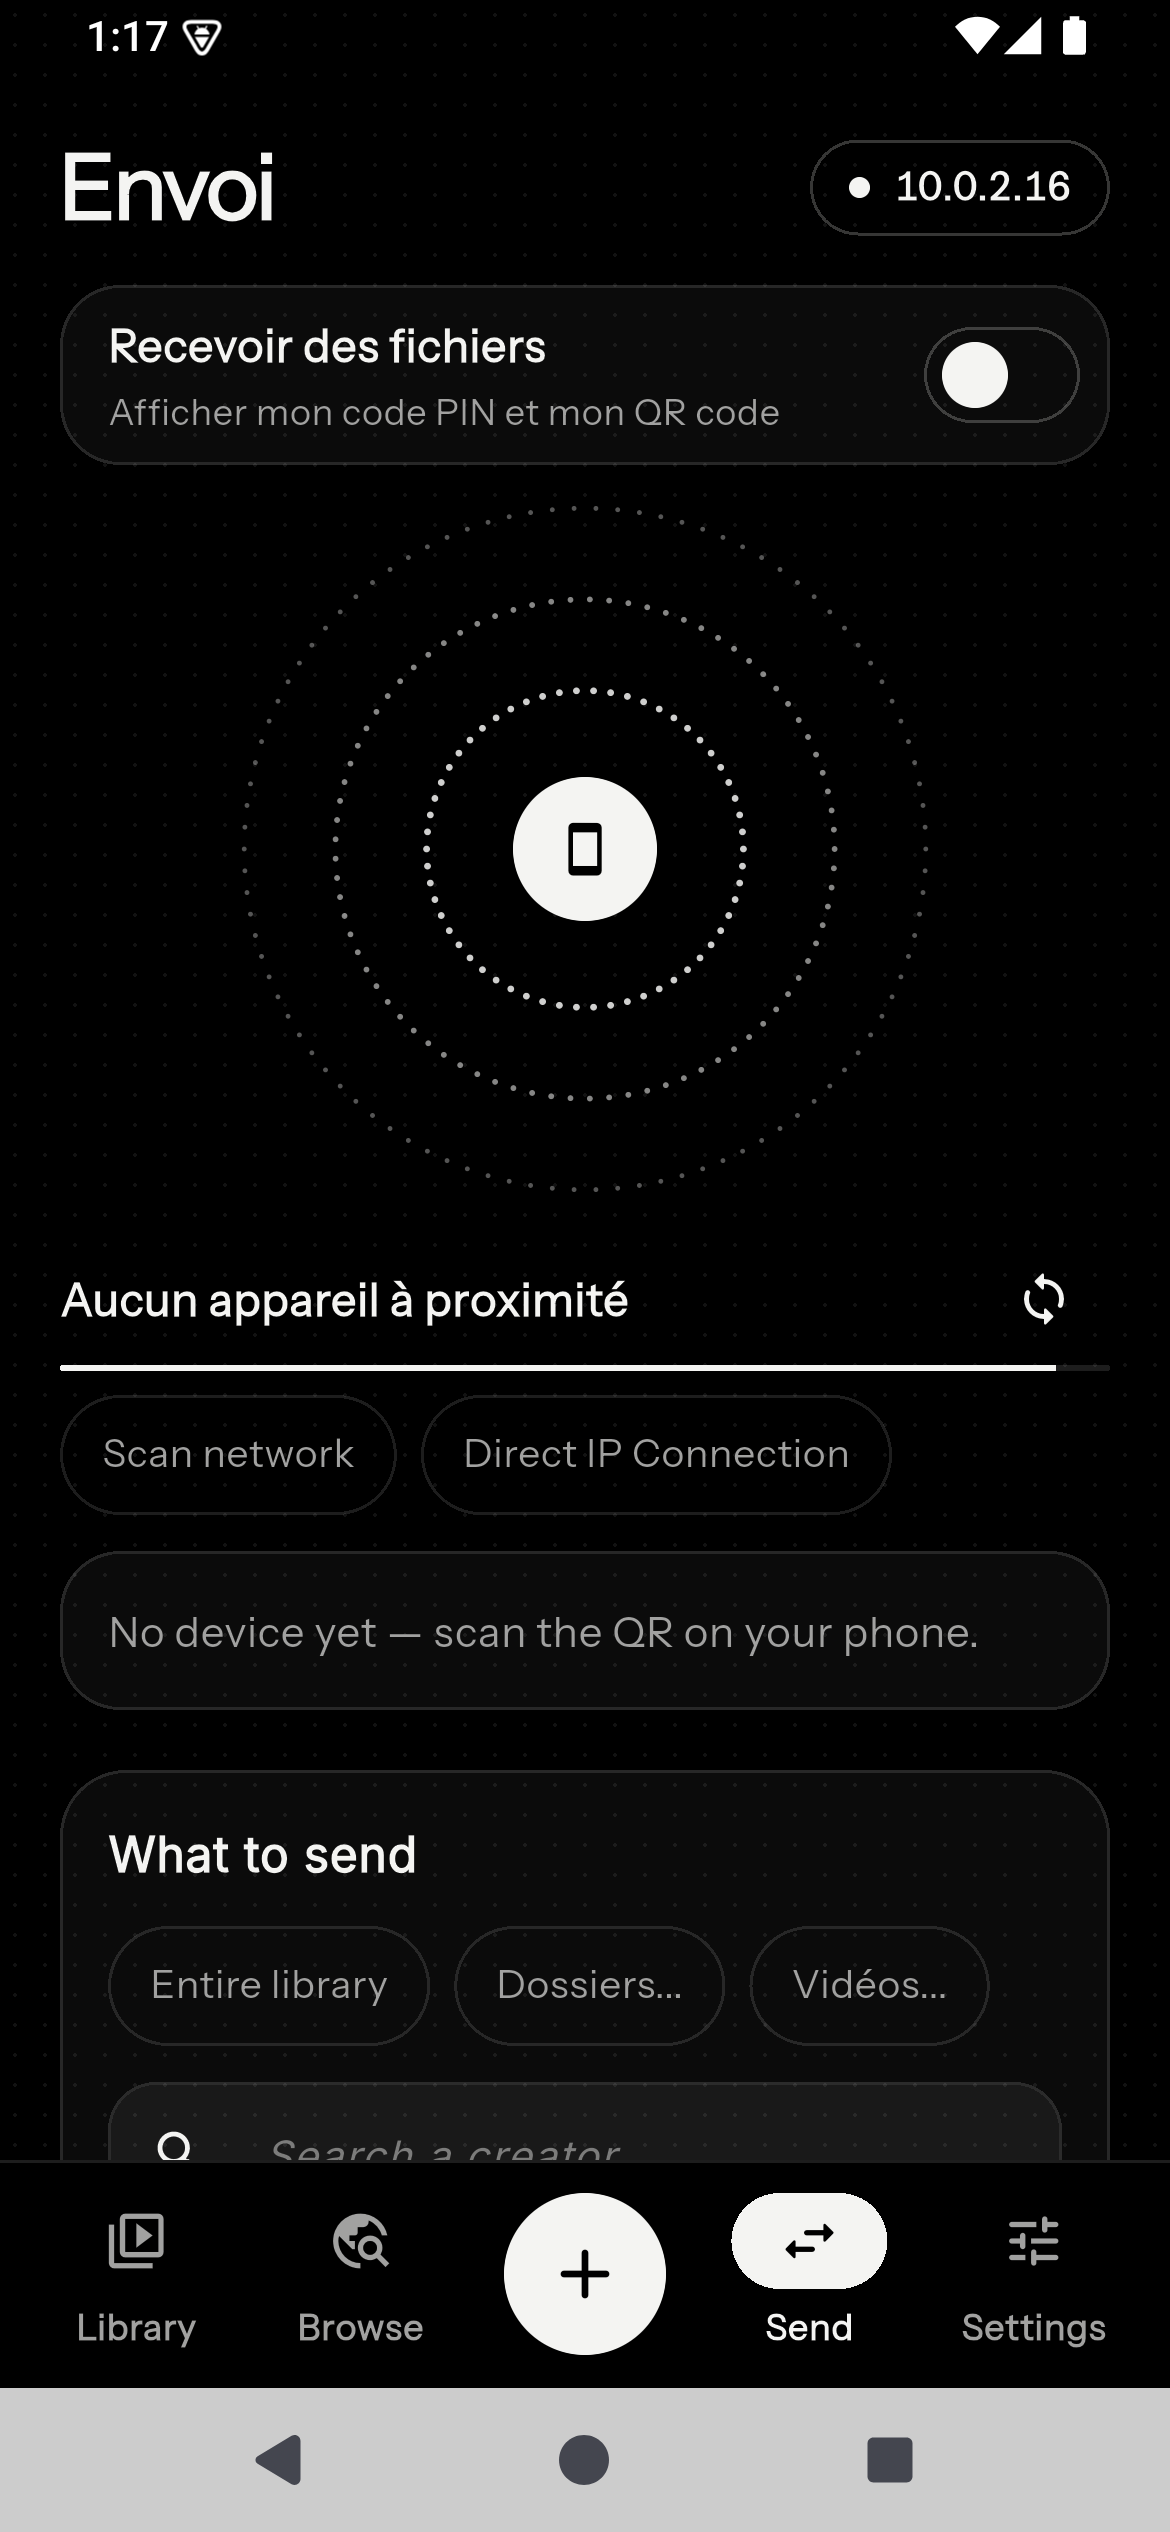 1:17
Envoi
10.0.2.16
Recevoir des fichiers
Afficher mon code PIN et mon QR code
Aucun appareil à proximité
Scan network
Direct IP Connection
No device yet — scan the QR on your phone.
What to send
Entire library
Dossiers...
Vidéos...
Search a creator
Library
Browse
Send
Settings